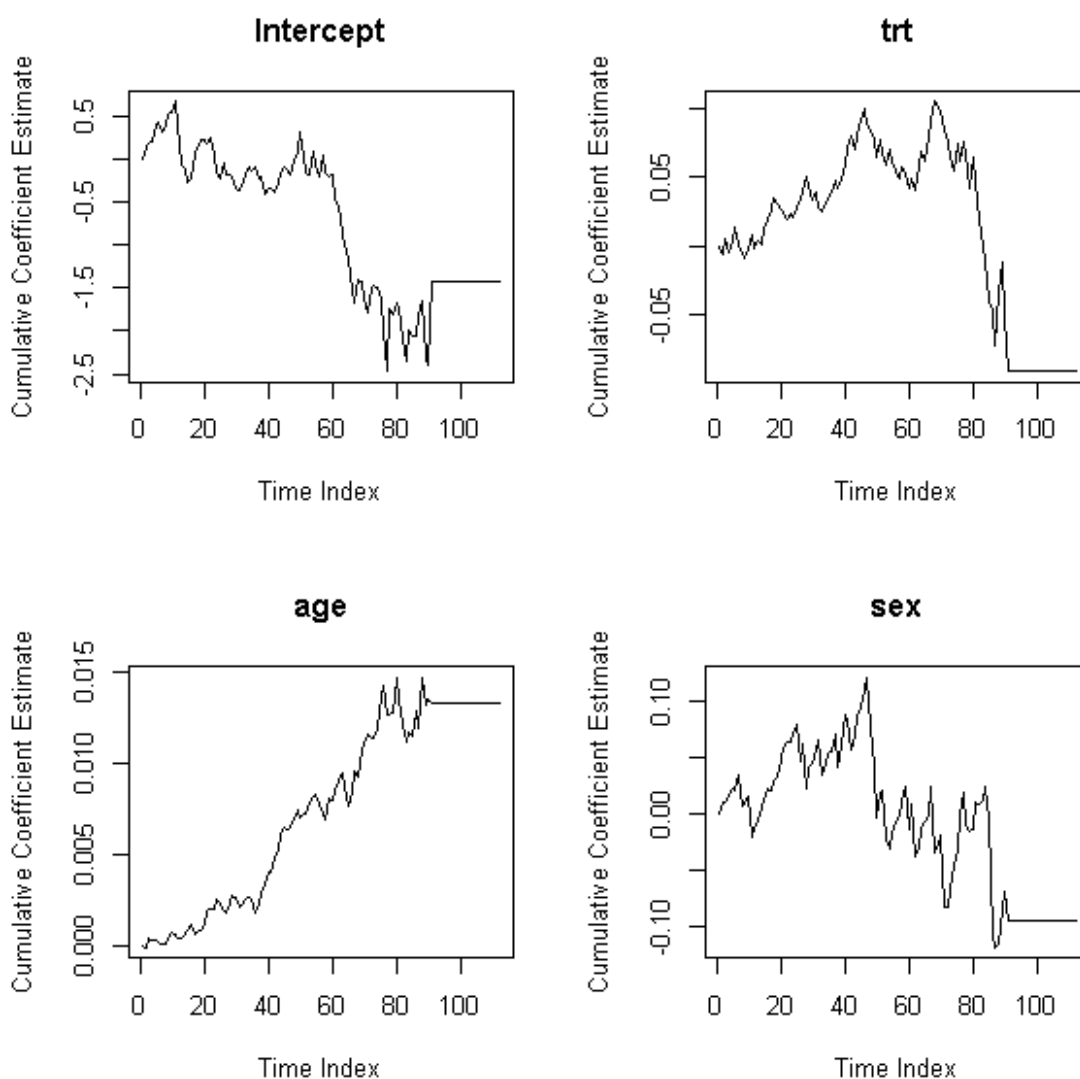 Intercept
Cumulative Coefficient Estimate
0.5
-0.5
-1.5
-2.5
0 20 40 60 80 100
Time Index
trt
Cumulative Coefficient Estimate
0.05
-0.05
0 20 40 60 80 100
Time Index
age
Cumulative Coefficient Estimate
0.015
0.010
0.005
0.000
0 20 40 60 80 100
Time Index
sex
Cumulative Coefficient Estimate
0.10
0.00
-0.10
0 20 40 60 80 100
Time Index